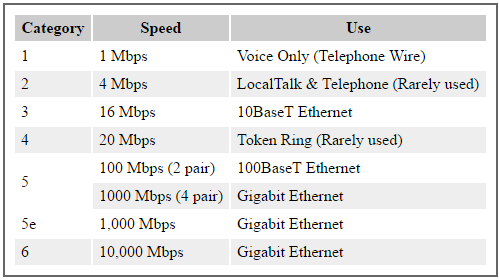 Category Speed Use
1 1 Mbps Voice Only (Telephone Wire)
2 4 Mbps LocalTalk & Telephone (Rarely used)
3 16 Mbps 10BaseT Ethernet
4 20 Mbps Token Ring (Rarely used)
5 100 Mbps (2 pair) 100BaseT Ethernet
1000 Mbps (4 pair) Gigabit Ethernet
5e 1,000 Mbps Gigabit Ethernet
6 10,000 Mbps Gigabit Ethernet